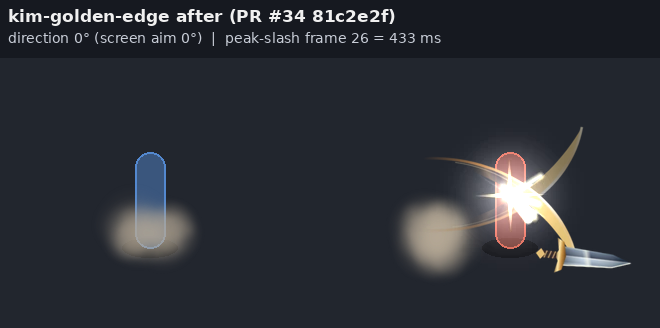 kim-golden-edge after (PR #34 81c2e2f)
direction 0° (screen aim 0°)  |  peak-slash frame 26 = 433 ms